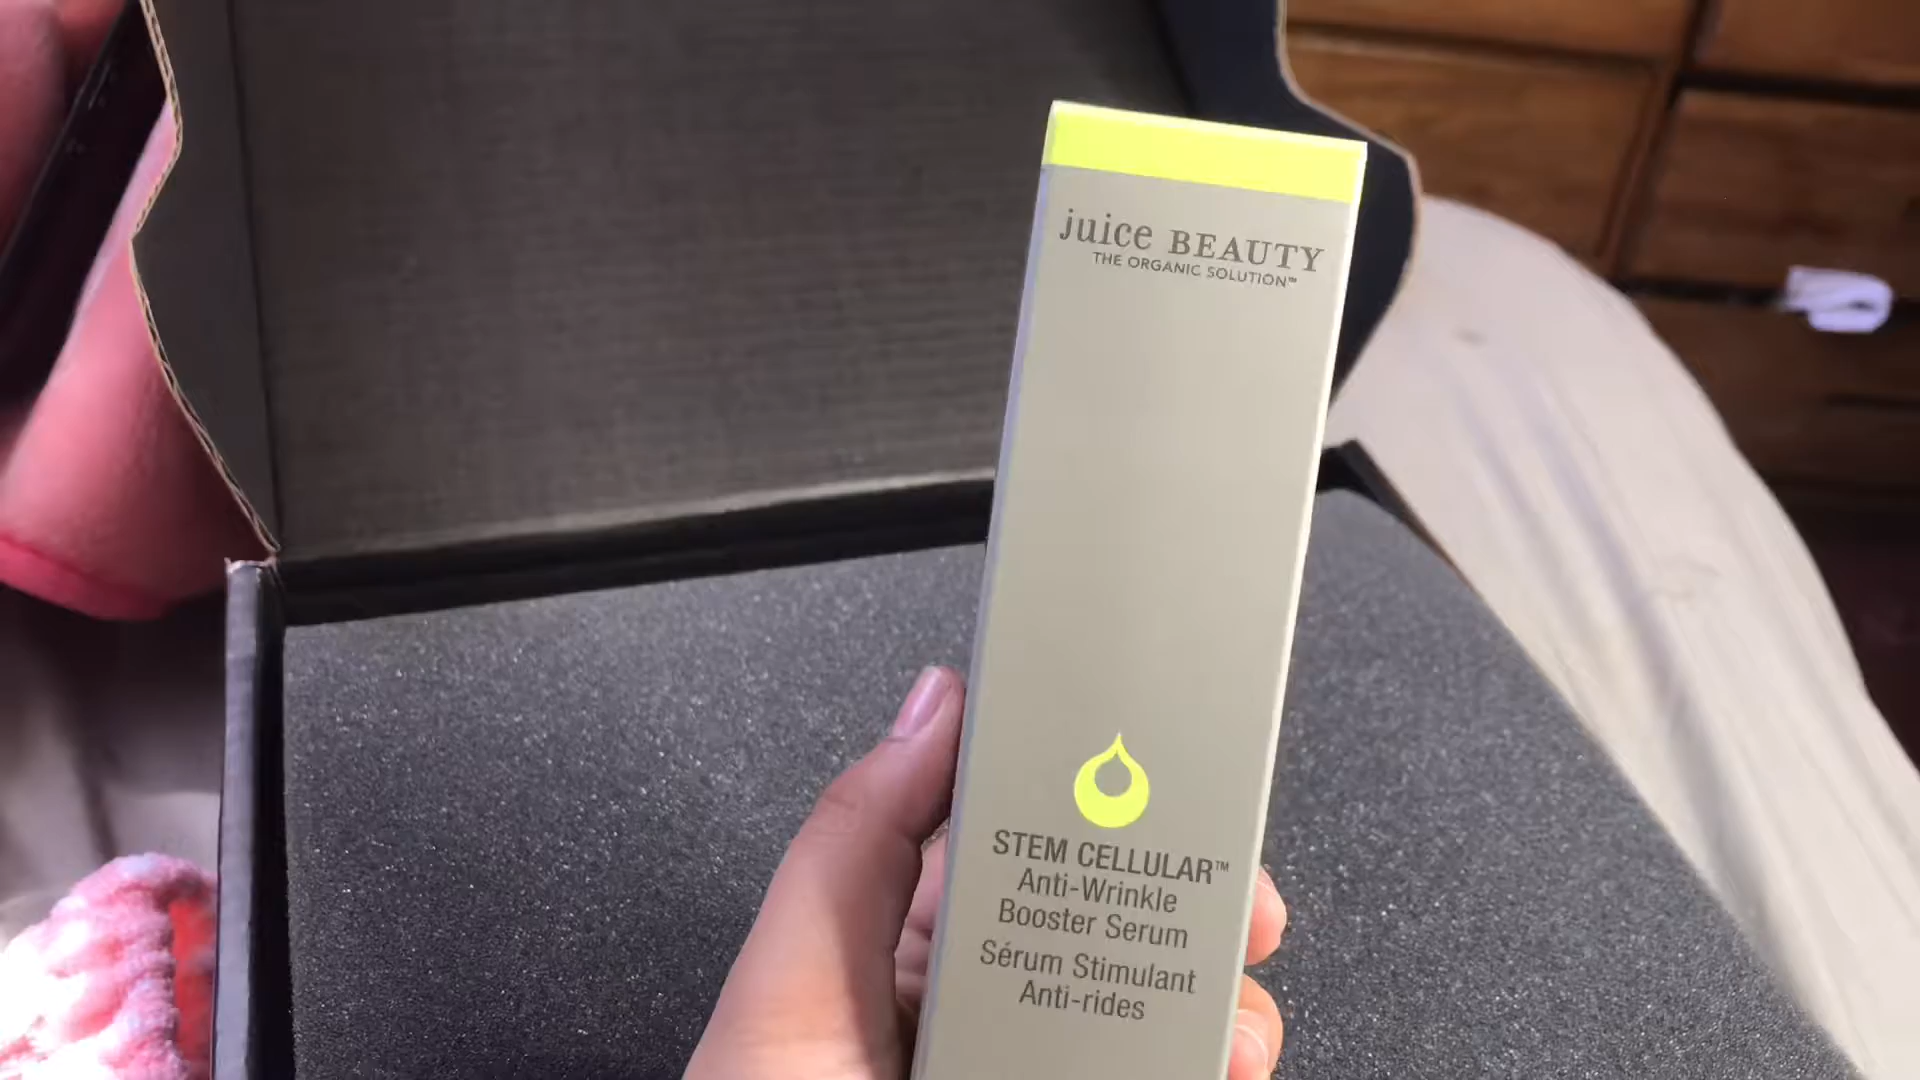 juice BEAUTY
THE ORGANIC SOLUTION™
STEM CELLULAR™
Anti-Wrinkle
Booster Serum
Sérum Stimulant
Anti-rides